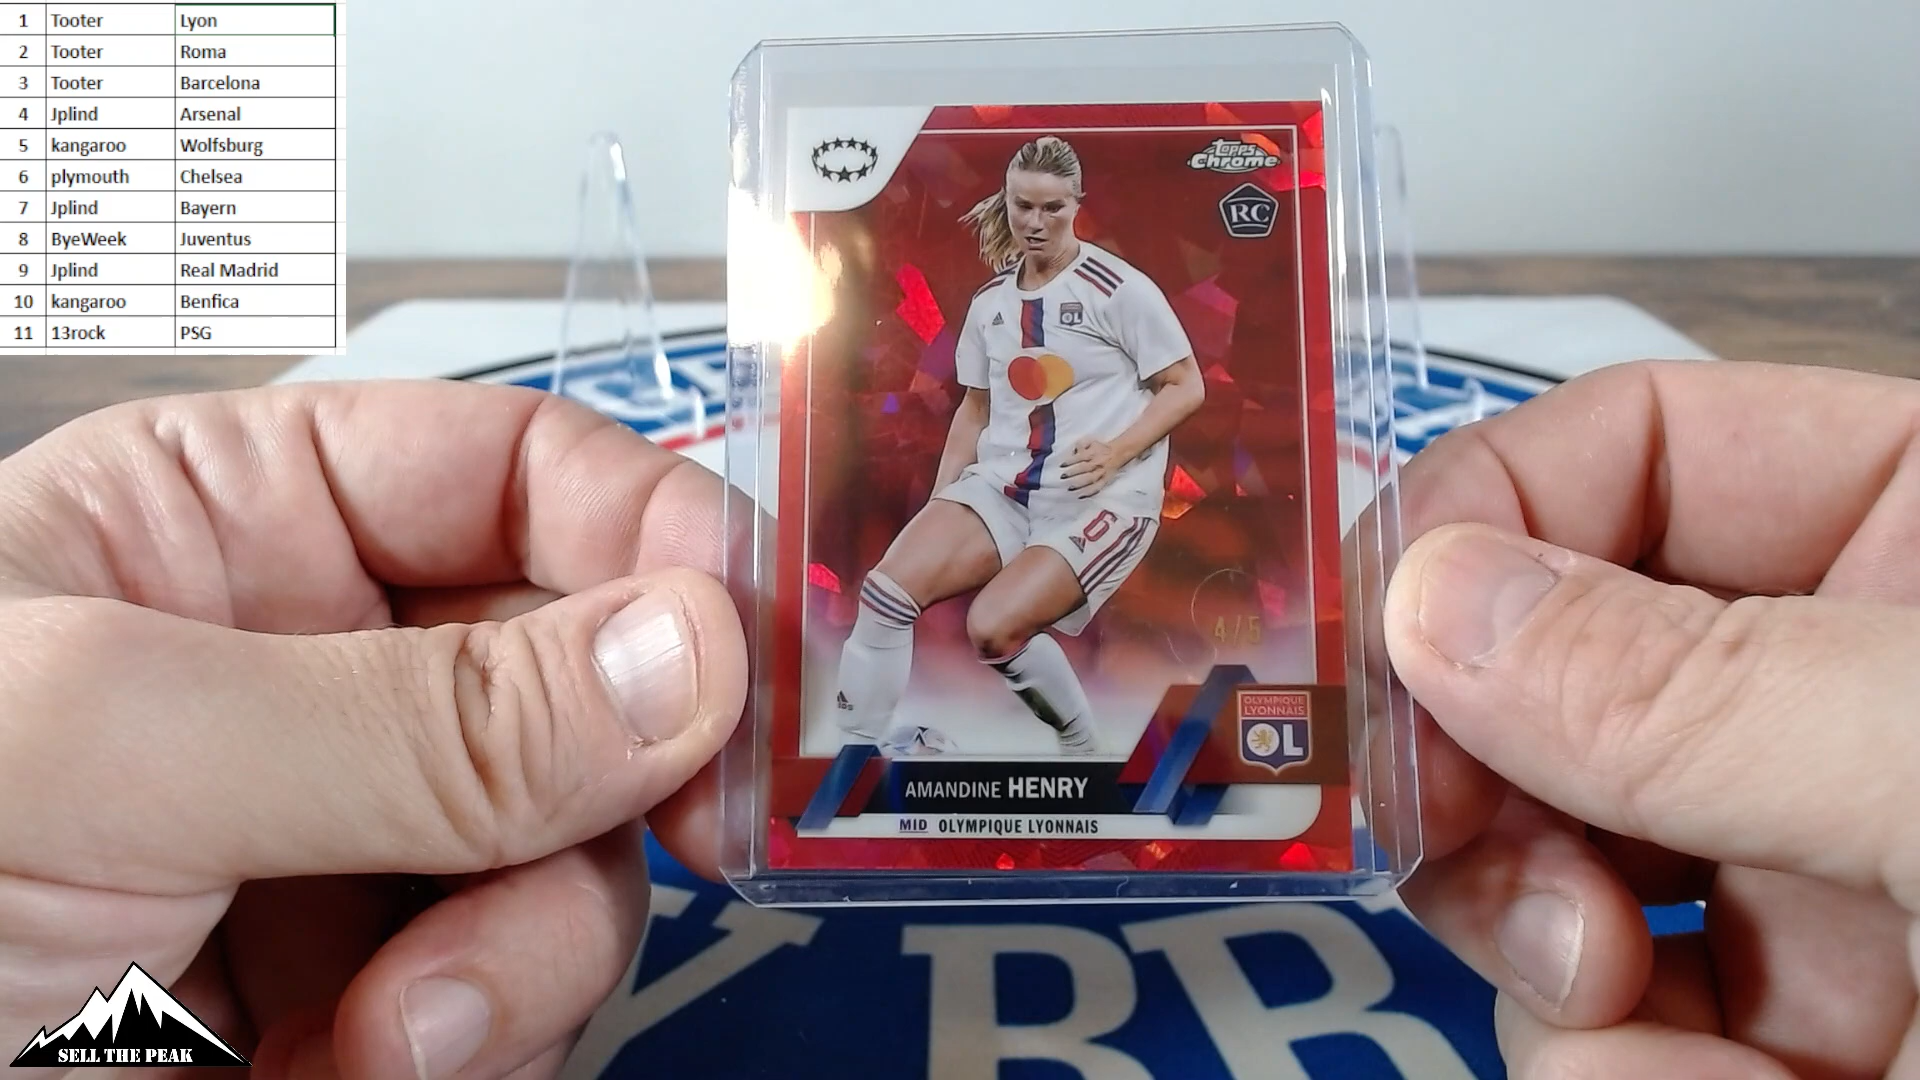 1 Tooter Lyon
2 Tooter Roma
3 Tooter Barcelona
4 Jplind Arsenal
5 kangaroo Wolfsburg
6 plymouth Chelsea
7 Jplind Bayern
8 ByeWeek Juventus
9 Jplind Real Madrid
10 kangaroo Benfica
11 13rock PSG
Topps
Chrome
RC
OL
6
4/5
OLYMPIQUE
LYONNAIS
OL
AMANDINE HENRY
MID OLYMPIQUE LYONNAIS
SELL THE PEAK